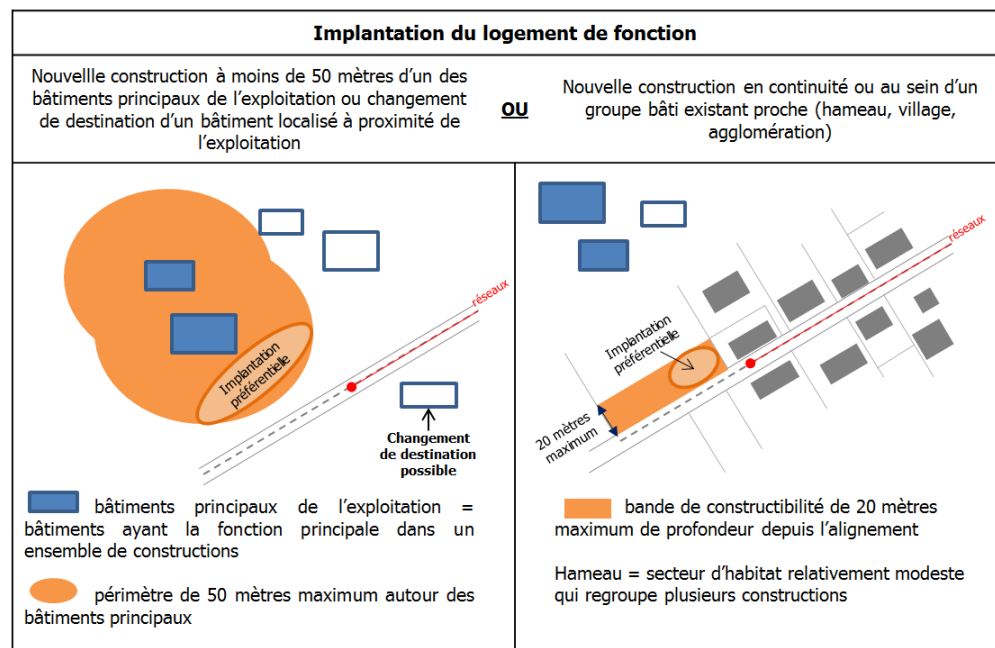 Implantation du logement de fonction
Nouvellle construction à moins de 50 mètres d'un des
bâtiments principaux de l'exploitation ou changement
de destination d'un bâtiment localisé à proximité de
l'exploitation
OU
Nouvelle construction en continuité ou au sein d'un
groupe bâti existant proche (hameau, village,
agglomération)
réseaux
Implantation
préférentielle
Changement
de destination
possible
bâtiments principaux de l'exploitation =
bâtiments ayant la fonction principale dans un
ensemble de constructions
périmètre de 50 mètres maximum autour des
bâtiments principaux
réseaux
Implantation
préférentielle
20 mètres
maximum
bande de constructibilité de 20 mètres
maximum de profondeur depuis l'alignement
Hameau = secteur d'habitat relativement modeste
qui regroupe plusieurs constructions